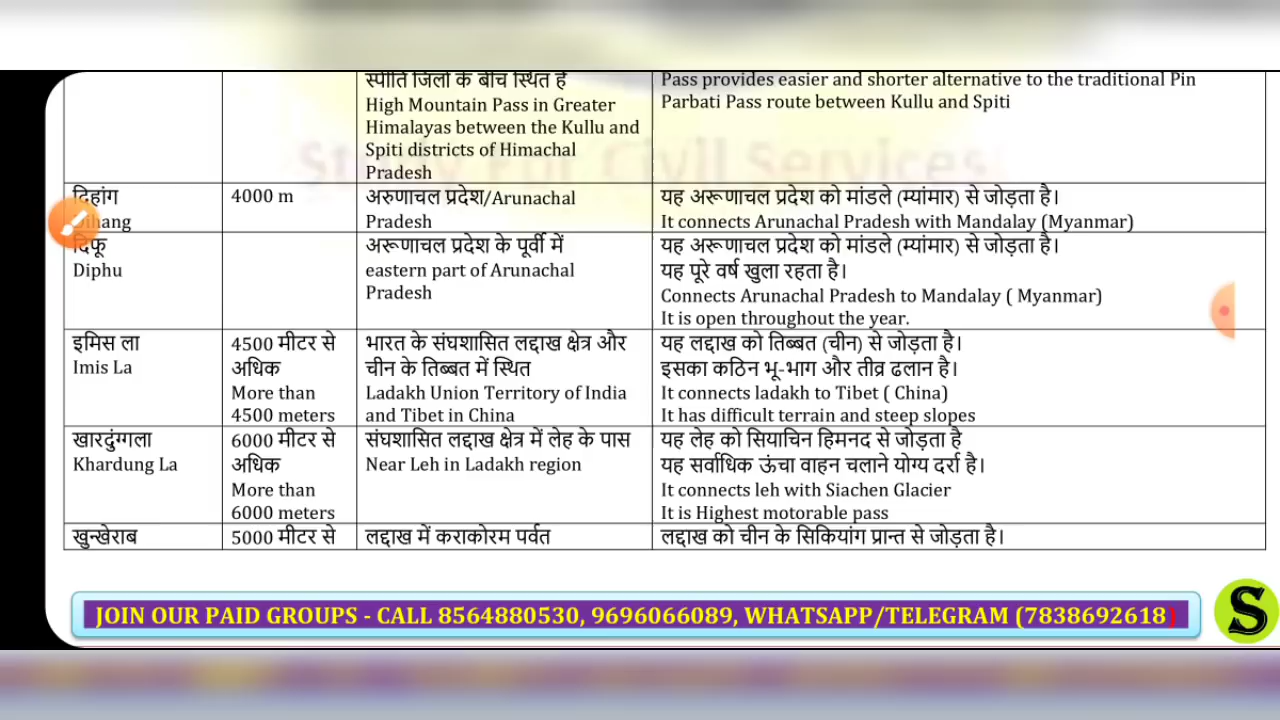 स्पीति जिलों के बीच स्थित है
High Mountain Pass in Greater
Himalayas between the Kullu and
Spiti districts of Himachal
Pradesh
Pass provides easier and shorter alternative to the traditional Pin
Parbati Pass route between Kullu and Spiti
Study For Civil Services
दिहांग
Dihang
4000 m
अरुणाचल प्रदेश/Arunachal
Pradesh
यह अरूणाचल प्रदेश को मांडले (म्यांमार) से जोड़ता है।
It connects Arunachal Pradesh with Mandalay (Myanmar)
दिफू
Diphu
अरूणाचल प्रदेश के पूर्वी में
eastern part of Arunachal
Pradesh
यह अरूणाचल प्रदेश को मांडले (म्यांमार) से जोड़ता है।
यह पूरे वर्ष खुला रहता है।
Connects Arunachal Pradesh to Mandalay ( Myanmar)
It is open throughout the year.
इमिस ला
Imis La
4500 मीटर से
अधिक
More than
4500 meters
भारत के संघशासित लद्दाख क्षेत्र और
चीन के तिब्बत में स्थित
Ladakh Union Territory of India
and Tibet in China
यह लद्दाख को तिब्बत (चीन) से जोड़ता है।
इसका कठिन भू-भाग और तीव्र ढलान है।
It connects ladakh to Tibet ( China)
It has difficult terrain and steep slopes
खारदुंग्गला
Khardung La
6000 मीटर से
अधिक
More than
6000 meters
संघशासित लद्दाख क्षेत्र में लेह के पास
Near Leh in Ladakh region
यह लेह को सियाचिन हिमनद से जोड़ता है
यह सर्वाधिक ऊंचा वाहन चलाने योग्य दर्रा है।
It connects leh with Siachen Glacier
It is Highest motorable pass
खुन्खेराब
5000 मीटर से
लद्दाख में काराकोरम पर्वत
लद्दाख को चीन के सिकियांग प्रान्त से जोड़ता है।
JOIN OUR PAID GROUPS - CALL 8564880530, 9696066089, WHATSAPP/TELEGRAM (7838692618)
S